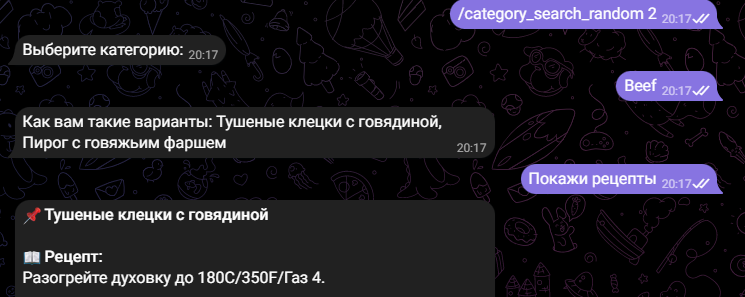 /category_search_random 2 20:17
Выберите категорию: 20:17
Beef 20:17
Как вам такие варианты: Тушеные клецки с говядиной,
Пирог с говяжьим фаршем 20:17
Покажи рецепты 20:17
📌 Тушеные клецки с говядиной
📖 Рецепт:
Разогрейте духовку до 180C/350F/Газ 4.